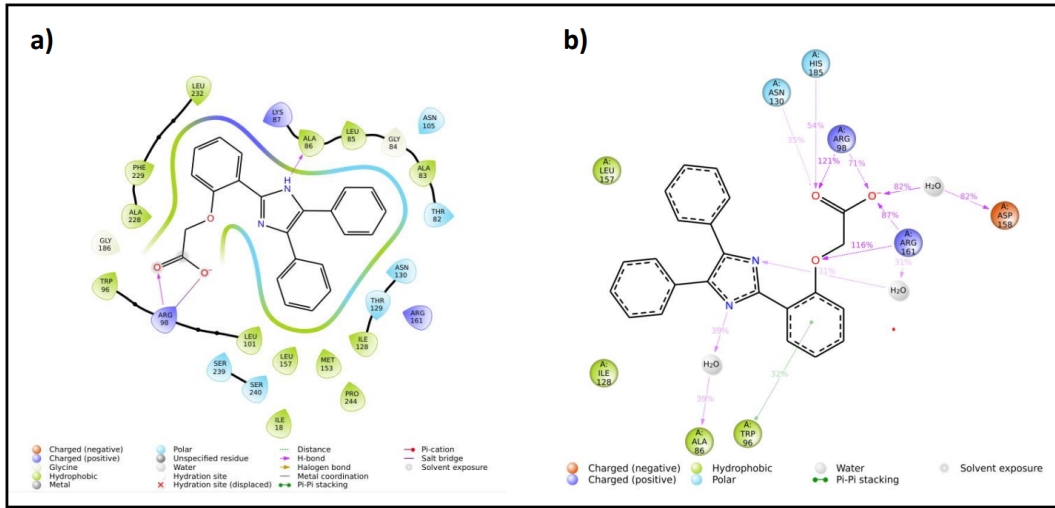 a)
LEU
232
LYS
87
ALA
86
LEU
85
GLY
84
ASN
105
ALA
83
THR
82
PHE
229
ALA
228
GLY
186
TRP
96
ARG
98
LEU
101
SER
239
SER
240
LEU
157
MET
153
ILE
18
PRO
244
ILE
128
THR
129
ASN
130
ARG
161
NH
N
O
O
O⁻
Charged (negative)
Charged (positive)
Glycine
Hydrophobic
Metal
Polar
Unspecified residue
Water
Hydration site
Hydration site (displaced)
Distance
H-bond
Halogen bond
Metal coordination
Pi-Pi stacking
Pi-cation
Salt bridge
Solvent exposure
b)
A:
HIS
185
A:
ASN
130
A:
ARG
98
A:
LEU
157
54%
35%
121%
71%
O
O⁻
82%
H₂O
82%
A:
ASP
158
87%
A:
ARG
161
116%
O
31%
31%
H₂O
N
N
39%
H₂O
39%
32%
A:
ILE
128
A:
ALA
86
A:
TRP
96
Charged (negative)
Charged (positive)
Hydrophobic
Polar
Water
Pi-Pi stacking
Solvent exposure